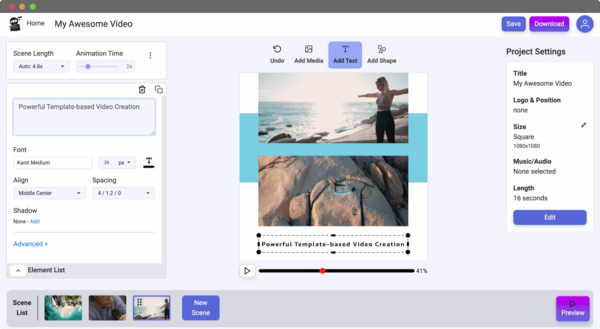 Home
My Awesome Video
Save
Download
Scene Length
Animation Time
Auto: 4.8s
2s
Undo
Add Media
Add Text
Add Shape
Powerful Template-based Video Creation
Font
Kanit Medium
36
px
T
Align
Spacing
Middle Center
4 / 1.2 / 0
Shadow
None - Add
Advanced +
Element List
Powerful Template-based Video Creation
41%
Project Settings
Title
My Awesome Video
Logo & Position
none
Size
Square
1080x1080
Music/Audio
None selected
Length
16 seconds
Edit
Scene
List
New
Scene
Preview